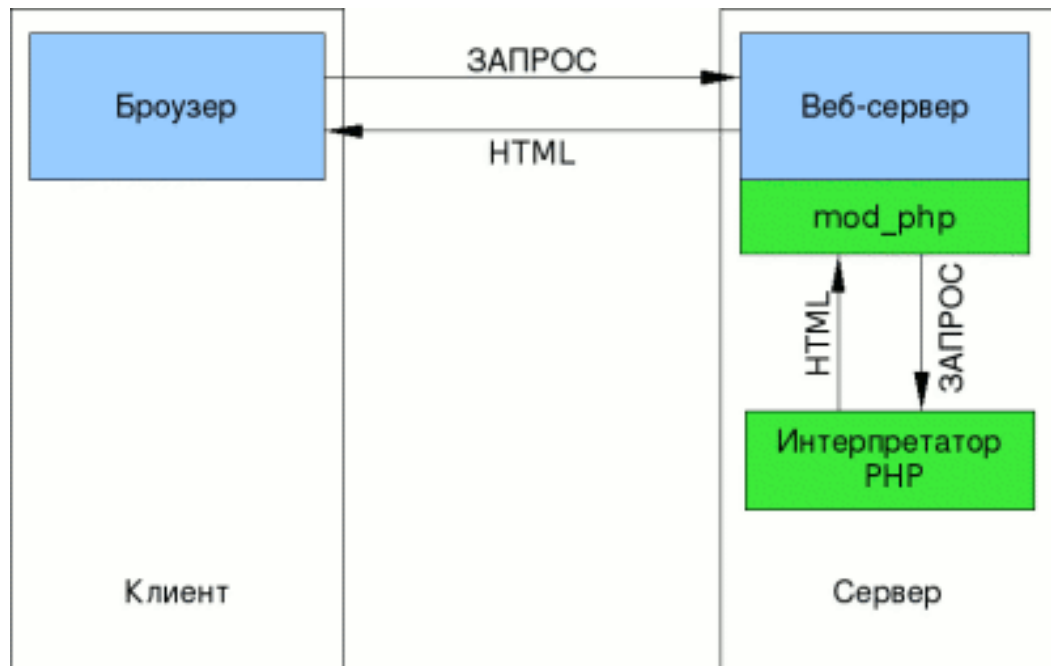 ЗАПРОС
Броузер
Веб-сервер
HTML
mod_php
HTML
ЗАПРОС
Интерпретатор
PHP
Клиент
Сервер